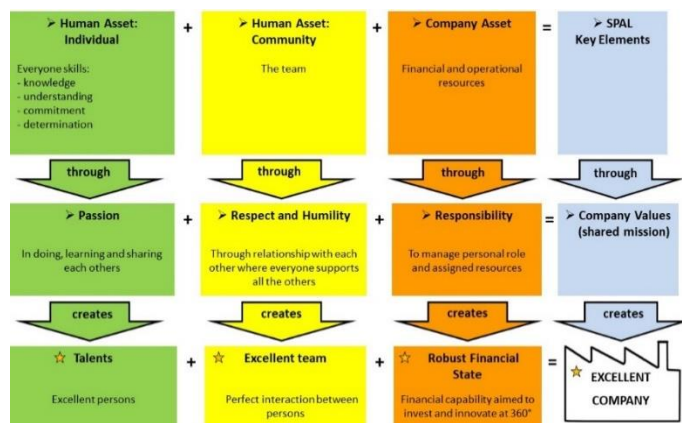 ➢ Human Asset:
Individual
Everyone skills:
- knowledge
- understanding
- commitment
- determination
+
➢ Human Asset:
Community
The team
+
➢ Company Asset
Financial and operational
resources
=
➢ SPAL
Key Elements
through
through
through
through
➢ Passion
In doing, learning and sharing
each others
+
➢ Respect and Humility
Through relationship with each
other where everyone supports
all the others
+
➢ Responsibility
To manage personal role
and assigned resources
=
➢ Company Values
(shared mission)
creates
creates
creates
creates
Talents
Excellent persons
+
Excellent team
Perfect interaction between
persons
+
Robust Financial
State
Financial capability aimed to
invest and innovate at 360°
=
EXCELLENT
COMPANY